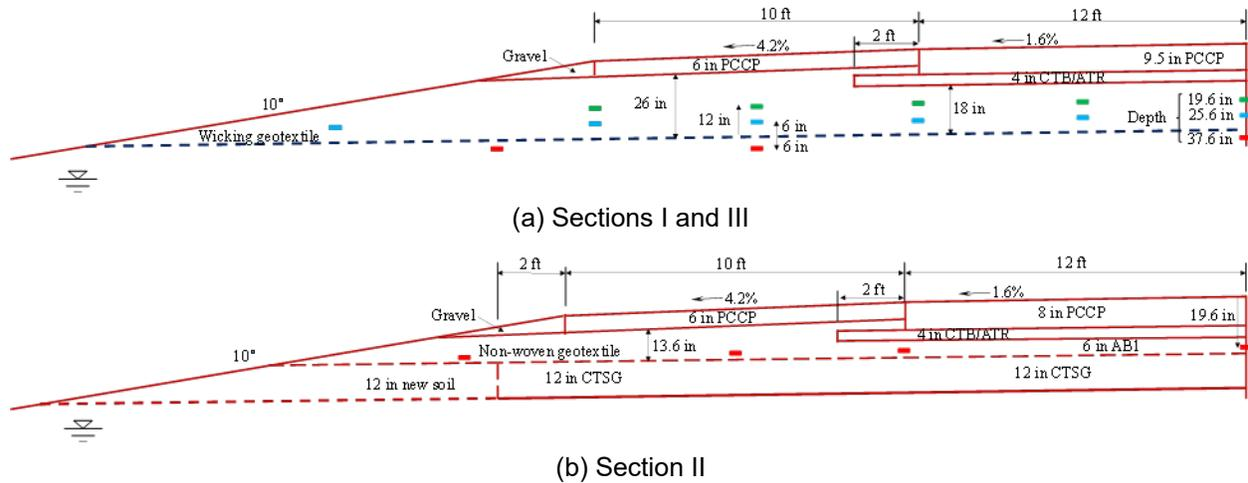 10 ft
12 ft
2 ft
4.2%
1.6%
Gravel
6 in PCCP
9.5 in PCCP
4 in CTB/ATR
10°
26 in
12 in
6 in
6 in
18 in
Depth
19.6 in
25.6 in
37.6 in
Wicking geotextile
(a) Sections I and III
2 ft
10 ft
12 ft
4.2%
2 ft
1.6%
Gravel
6 in PCCP
8 in PCCP
19.6 in
4 in CTB/ATR
10°
Non-woven geotextile
13.6 in
6 in AB1
12 in new soil
12 in CTSG
12 in CTSG
(b) Section II